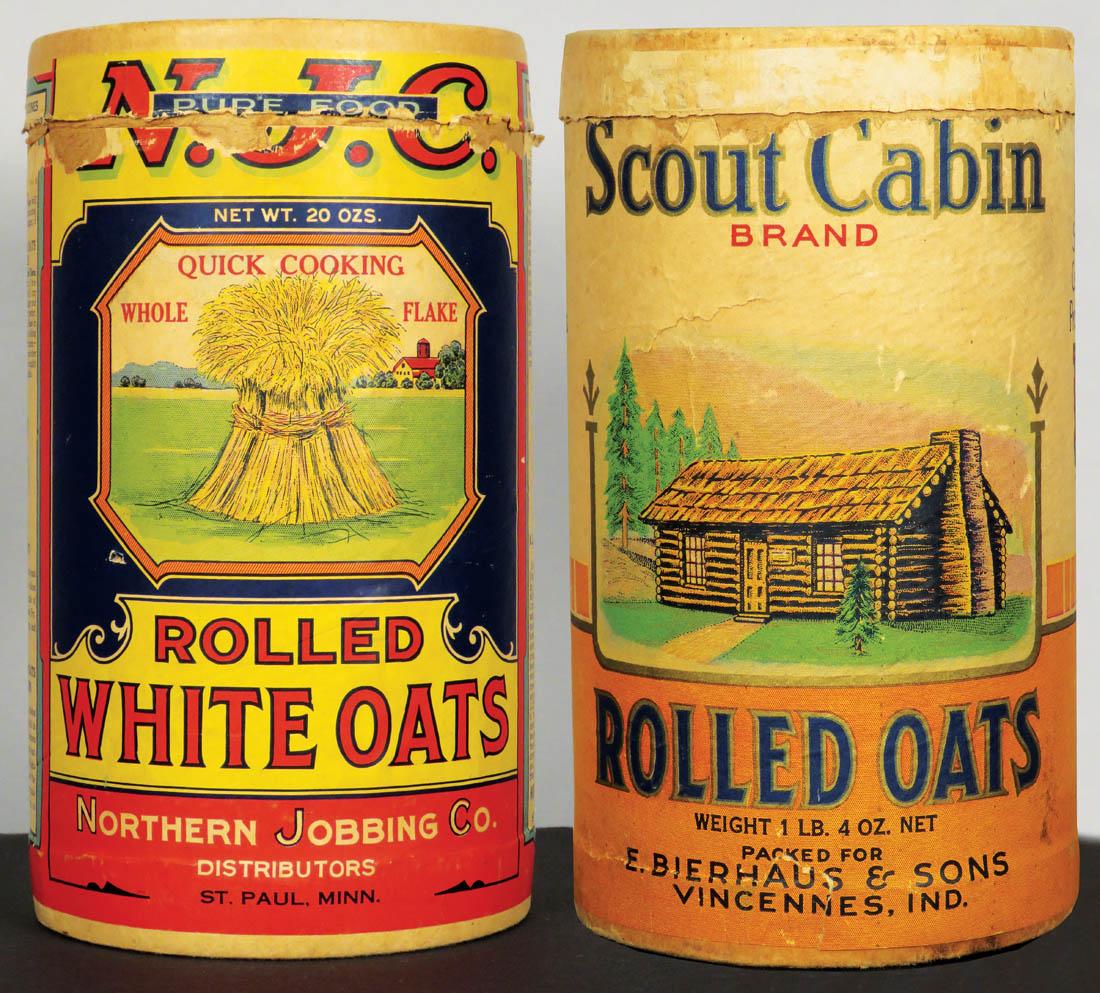 N.J.C.
PURE FOOD
NET WT. 20 OZS.
QUICK COOKING
WHOLE FLAKE
ROLLED
WHITE OATS
NORTHERN JOBBING CO.
DISTRIBUTORS
ST. PAUL, MINN.
Scout Cabin
BRAND
ROLLED OATS
WEIGHT 1 LB. 4 OZ. NET
PACKED FOR
E. BIERHAUS & SONS
VINCENNES, IND.